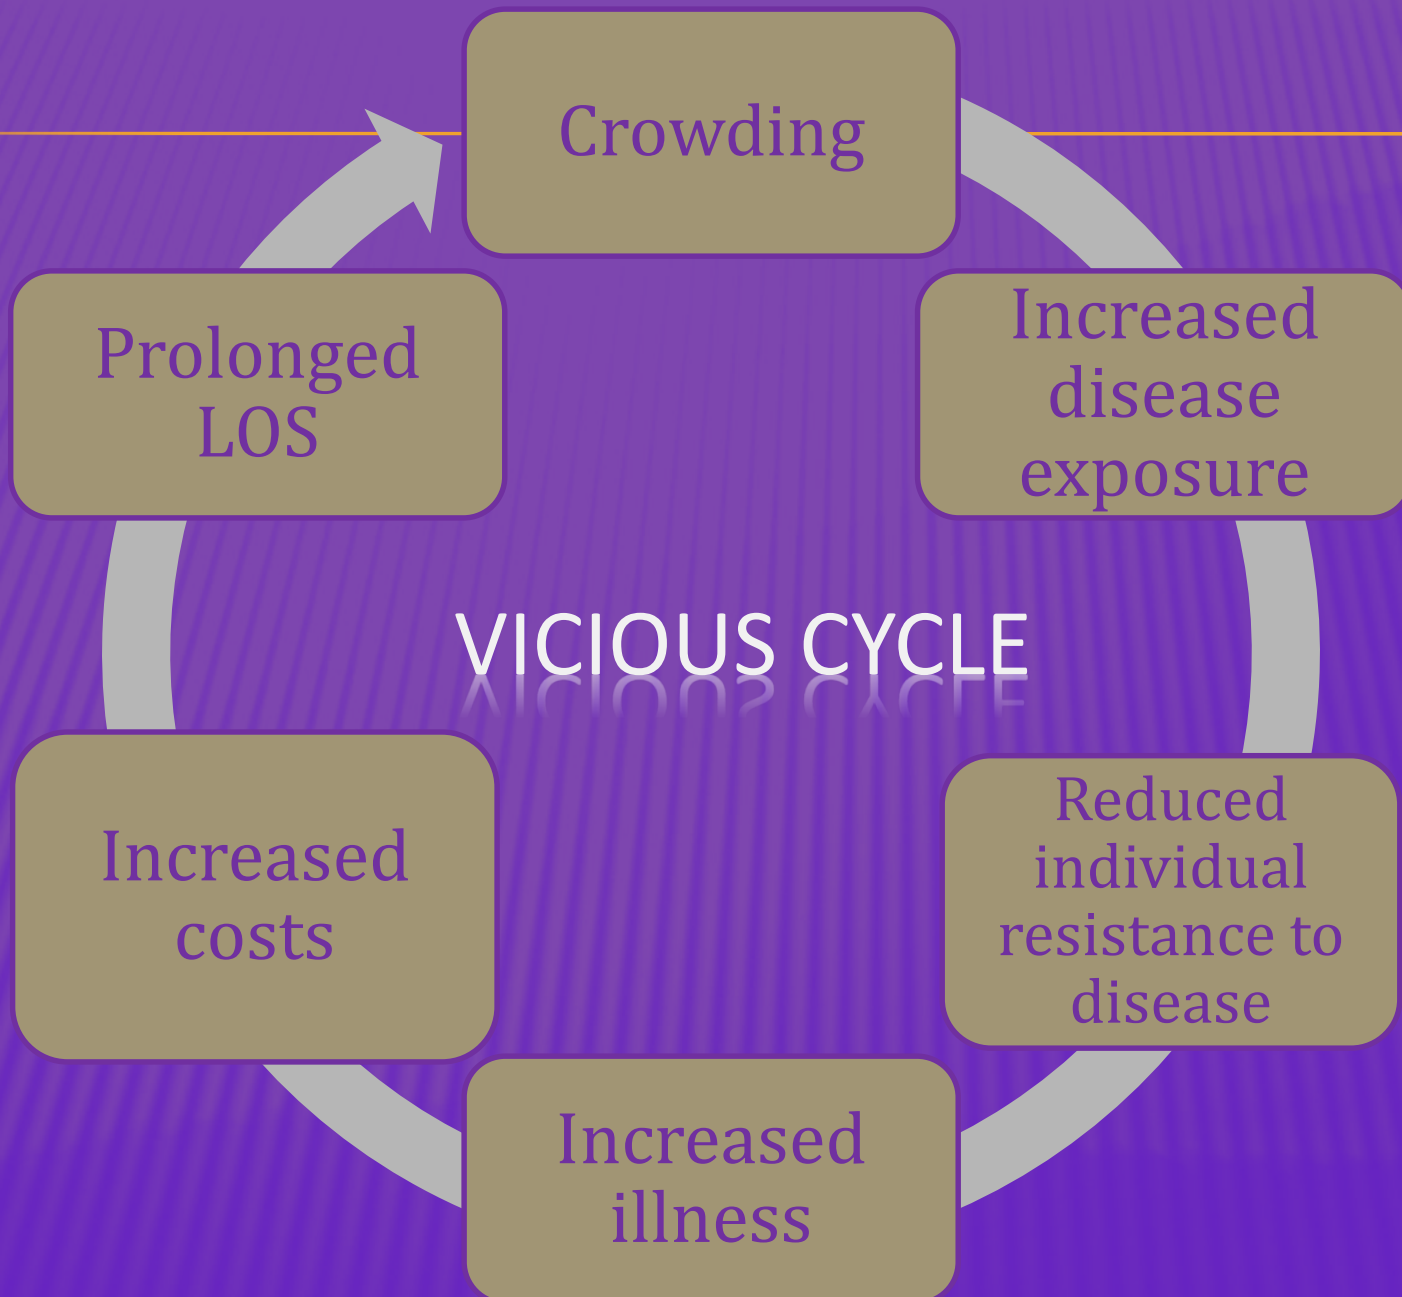 Crowding
Increased
disease
exposure
Reduced
individual
resistance to
disease
Increased
illness
Increased
costs
Prolonged
LOS
VICIOUS CYCLE